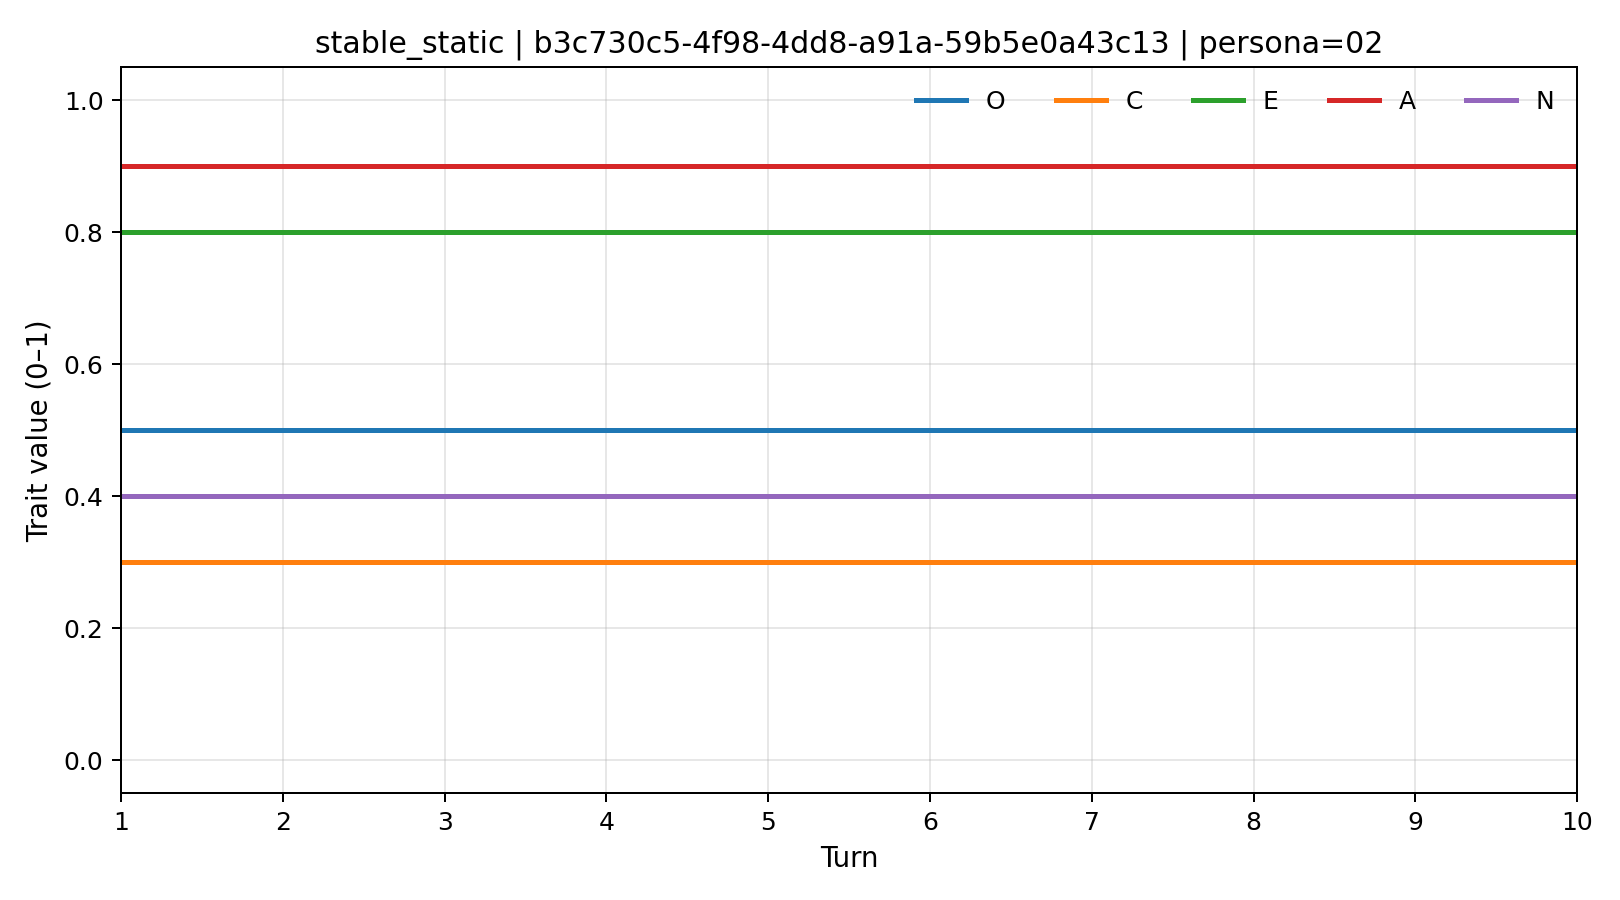 stable_static | b3c730c5-4f98-4dd8-a91a-59b5e0a43c13 | persona=02
O C E A N
Trait value (0–1)
1.0
0.8
0.6
0.4
0.2
0.0
1 2 3 4 5 6 7 8 9 10
Turn